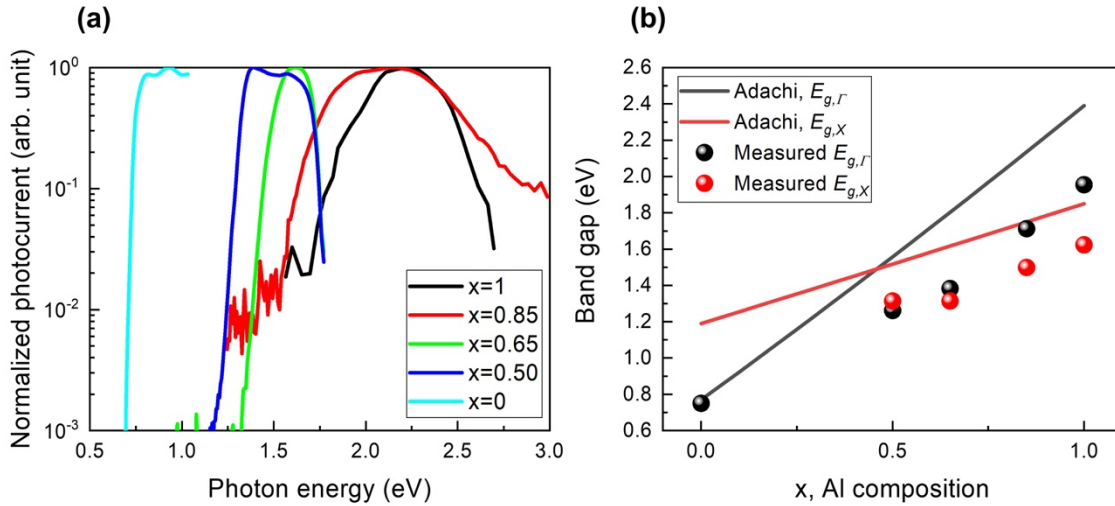 (a)
Normalized photocurrent (arb. unit)
10⁰
10⁻¹
10⁻²
10⁻³
x=1
x=0.85
x=0.65
x=0.50
x=0
0.5 1.0 1.5 2.0 2.5 3.0
Photon energy (eV)
(b)
Band gap (eV)
2.6
2.4
2.2
2.0
1.8
1.6
1.4
1.2
1.0
0.8
0.6
Adachi, E_g,Γ
Adachi, E_g,X
Measured E_g,Γ
Measured E_g,X
0.0 0.5 1.0
x, Al composition